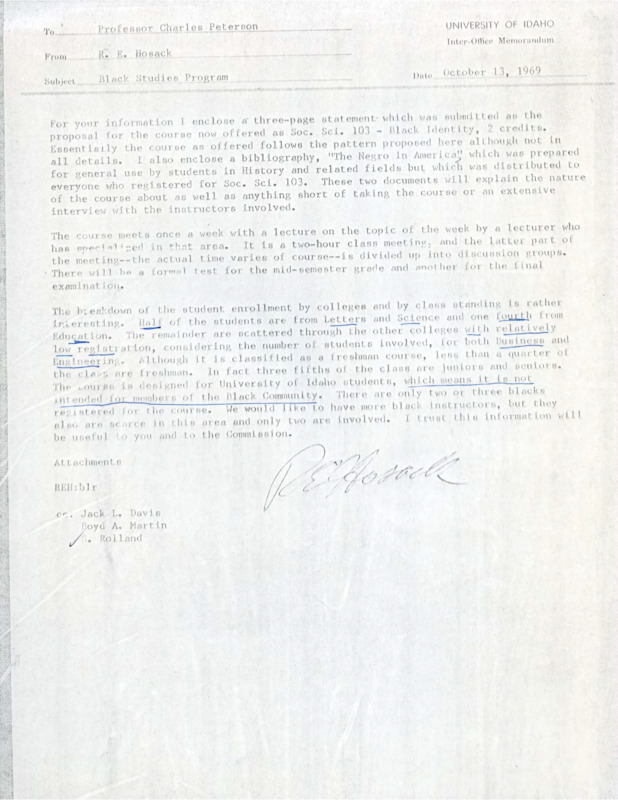 To Professor Charles Peterson
UNIVERSITY OF IDAHO
Inter-Office Memorandum
From R. E. Hosack
Subject Black Studies Program
Date October 13, 1969
For your information I enclose a three-page statement which was submitted as the
proposal for the course now offered as Soc. Sci. 103 - Black Identity, 2 credits.
Essentially the course as offered follows the pattern proposed here although not in
all details. I also enclose a bibliography, "The Negro in America", which was prepared
for general use by students in History and related fields but which was distributed to
everyone who registered for Soc. Sci. 103. These two documents will explain the nature
of the course about as well as anything short of taking the course or an extensive
interview with the instructors involved.
The course meets once a week with a lecture on the topic of the week by a lecturer who
has specialized in that area. It is a two-hour class meeting, and the latter part of
the meeting--the actual time varies of course--is divided up into discussion groups.
There will be a formal test for the mid-semester grade and another for the final
examination.
The breakdown of the student enrollment by colleges and by class standing is rather
interesting. Half of the students are from Letters and Science and one fourth from
Education. The remainder are scattered through the other colleges with relatively
low registration, considering the number of students involved, for both Business and
Engineering. Although it is classified as a freshman course, less than a quarter of
the class are freshman. In fact three fifths of the class are juniors and seniors.
The course is designed for University of Idaho students, which means it is not
intended for members of the Black Community. There are only two or three blacks
registered for the course. We would like to have more black instructors, but they
also are scarce in this area and only two are involved. I trust this information will
be useful to you and to the Commission.
Attachments
R E Hosack
REH:blr
cc. Jack L. Davis
Boyd A. Martin
Rolland